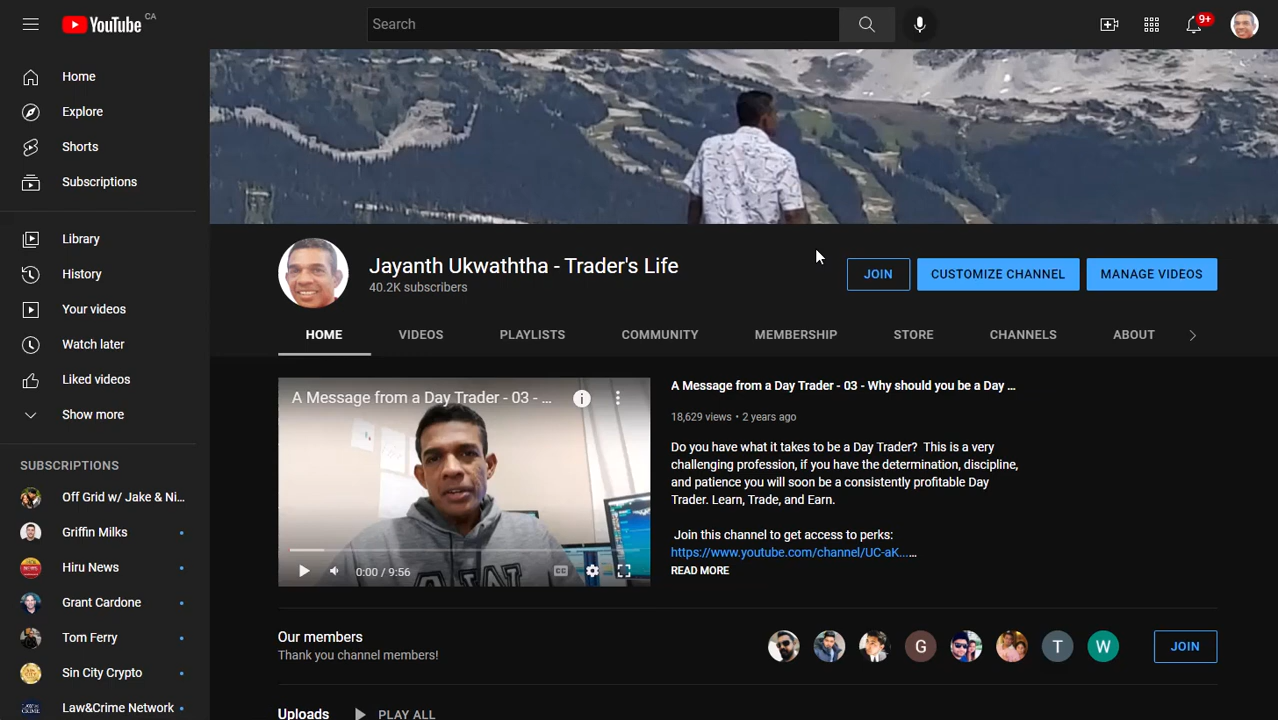 YouTube CA
Search
9+
Home
Explore
Shorts
Subscriptions
Library
History
Your videos
Watch later
Liked videos
Show more
SUBSCRIPTIONS
Off Grid w/ Jake & Ni...
Griffin Milks
Hiru News
Grant Cardone
Tom Ferry
Sin City Crypto
Law&Crime Network
Jayanth Ukwaththa - Trader's Life
40.2K subscribers
JOIN
CUSTOMIZE CHANNEL
MANAGE VIDEOS
HOME
VIDEOS
PLAYLISTS
COMMUNITY
MEMBERSHIP
STORE
CHANNELS
ABOUT
A Message from a Day Trader - 03 - ...
0:00 / 9:56
CC
A Message from a Day Trader - 03 - Why should you be a Day ...
18,629 views • 2 years ago
Do you have what it takes to be a Day Trader? This is a very
challenging profession, if you have the determination, discipline,
and patience you will soon be a consistently profitable Day
Trader. Learn, Trade, and Earn.
Join this channel to get access to perks:
https://www.youtube.com/channel/UC-aK......
READ MORE
Our members
Thank you channel members!
G
T
W
JOIN
Uploads
PLAY ALL